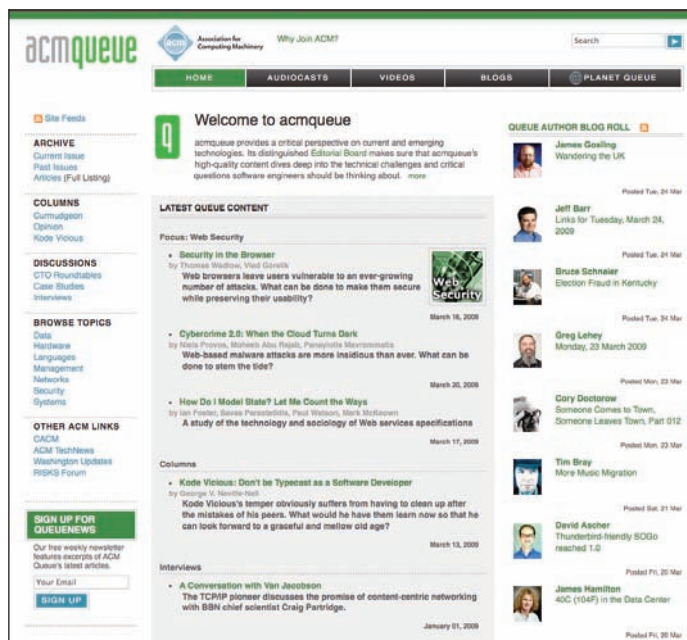 acmqueue
acm
Association for
Computing Machinery
Why Join ACM?
Search
HOME
AUDIOCASTS
VIDEOS
BLOGS
PLANET QUEUE
Site Feeds
ARCHIVE
Current Issue
Past Issues
Articles (Full Listing)
COLUMNS
Curmudgeon
Opinion
Kode Vicious
DISCUSSIONS
CTO Roundtables
Case Studies
Interviews
BROWSE TOPICS
Data
Hardware
Languages
Management
Networks
Security
Systems
OTHER ACM LINKS
CACM
ACM TechNews
Washington Updates
RISKS Forum
SIGN UP FOR
QUEUENEWS
Our free weekly newsletter
features excerpts of ACM
Queue's latest articles.
Your Email
SIGN UP
q
Welcome to acmqueue
acmqueue provides a critical perspective on current and emerging
technologies. Its distinguished Editorial Board makes sure that acmqueue's
high-quality content dives deep into the technical challenges and critical
questions software engineers should be thinking about. more
LATEST QUEUE CONTENT
Focus: Web Security
• Security in the Browser
by Thomas Wadlow, Vlad Gorelik
Web browsers leave users vulnerable to an ever-growing
number of attacks. What can be done to make them secure
while preserving their usability?
Web
Security
March 16, 2009
• Cybercrime 2.0: When the Cloud Turns Dark
by Niels Provos, Moheeb Abu Rajab, Panayiotis Mavrommatis
Web-based malware attacks are more insidious than ever. What can be
done to stem the tide?
March 20, 2009
• How Do I Model State? Let Me Count the Ways
by Ian Foster, Savas Parastatidis, Paul Watson, Mark McKeown
A study of the technology and sociology of Web services specifications
March 17, 2009
Columns
• Kode Vicious: Don't be Typecast as a Software Developer
by George V. Neville-Neil
Kode Vicious's temper obviously suffers from having to clean up after
the mistakes of his peers. What would he have them learn now so that he
can look forward to a graceful and mellow old age?
March 13, 2009
Interviews
• A Conversation with Van Jacobson
The TCP/IP pioneer discusses the promise of content-centric networking
with BBN chief scientist Craig Partridge.
January 01, 2009
QUEUE AUTHOR BLOG ROLL
James Gosling
Wandering the UK
Posted Tue, 24 Mar
Jeff Barr
Links for Tuesday, March 24,
2009
Posted Tue, 24 Mar
Bruce Schneier
Election Fraud in Kentucky
Posted Tue, 24 Mar
Greg Lehey
Monday, 23 March 2009
Posted Mon, 23 Mar
Cory Doctorow
Someone Comes to Town,
Someone Leaves Town, Part 012
Posted Mon, 23 Mar
Tim Bray
More Music Migration
Posted Sat, 21 Mar
David Ascher
Thunderbird-friendly SOGo
reached 1.0
Posted Fri, 20 Mar
James Hamilton
40C (104F) in the Data Center
Posted Fri, 20 Mar